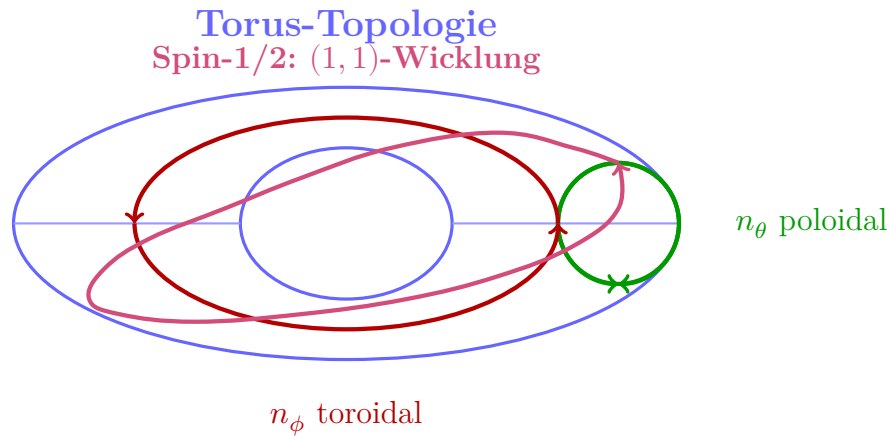 Torus-Topologie
Spin-1/2: (1, 1)-Wicklung
n_θ poloidal
n_ϕ toroidal